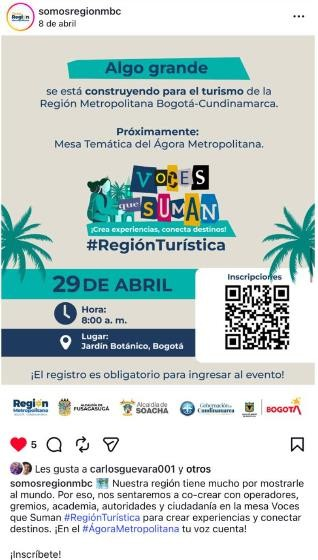 somosregionmbc
8 de abril
Algo grande
se está construyendo para el turismo de la
Región Metropolitana Bogotá-Cundinamarca.
Próximamente:
Mesa Temática del Ágora Metropolitana.
VOCES
que SUMAN
¡Crea experiencias, conecta destinos!
#RegiónTurística
29 DE ABRIL
Inscripciones
Hora:
8:00 a. m.
Lugar:
Jardín Botánico, Bogotá
¡El registro es obligatorio para ingresar al evento!
Región
Metropolitana
ALCALDÍA DE
FUSAGASUGÁ
Alcaldía de
SOACHA
Gobernación de
Cundinamarca
BOGOTÁ
5
Les gusta a carlosguevara001 y otros
somosregionmbc Nuestra región tiene mucho por mostrarle
al mundo. Por eso, nos sentaremos a co-crear con operadores,
gremios, academia, autoridades y ciudadanía en la mesa Voces
que Suman #RegiónTurística para crear experiencias y conectar
destinos. ¡En el #ÁgoraMetropolitana tu voz cuenta!
¡Inscríbete!